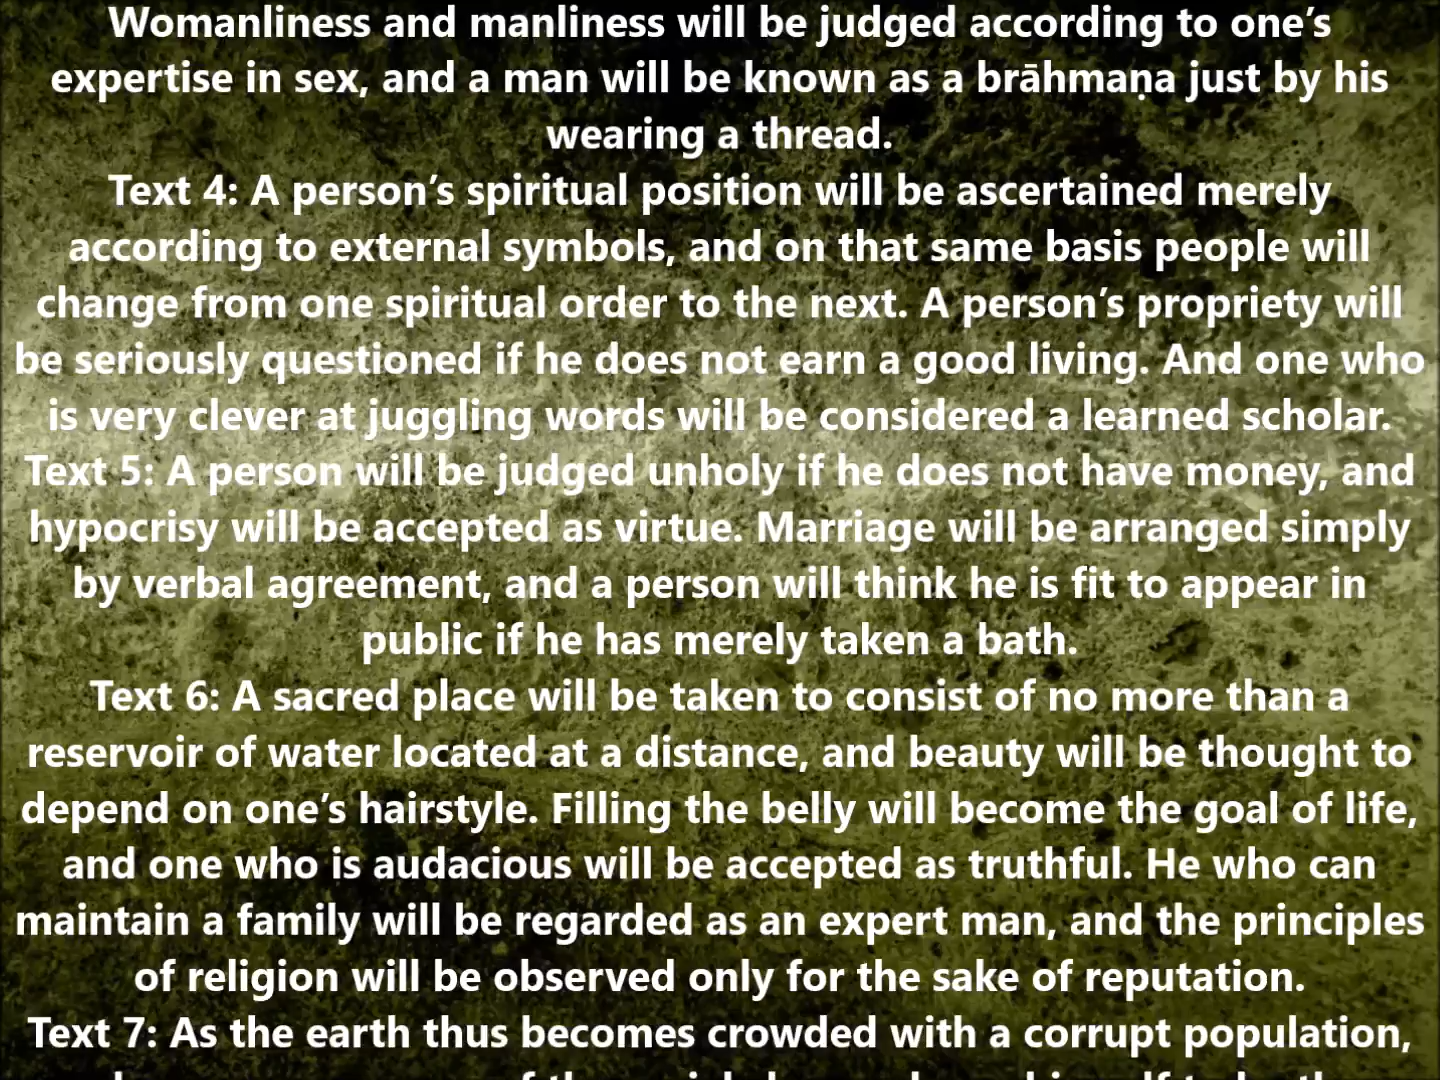 Womanliness and manliness will be judged according to one’s
expertise in sex, and a man will be known as a brāhmaṇa just by his
wearing a thread.
Text 4: A person’s spiritual position will be ascertained merely
according to external symbols, and on that same basis people will
change from one spiritual order to the next. A person’s propriety will
be seriously questioned if he does not earn a good living. And one who
is very clever at juggling words will be considered a learned scholar.
Text 5: A person will be judged unholy if he does not have money, and
hypocrisy will be accepted as virtue. Marriage will be arranged simply
by verbal agreement, and a person will think he is fit to appear in
public if he has merely taken a bath.
Text 6: A sacred place will be taken to consist of no more than a
reservoir of water located at a distance, and beauty will be thought to
depend on one’s hairstyle. Filling the belly will become the goal of life,
and one who is audacious will be accepted as truthful. He who can
maintain a family will be regarded as an expert man, and the principles
of religion will be observed only for the sake of reputation.
Text 7: As the earth thus becomes crowded with a corrupt population,